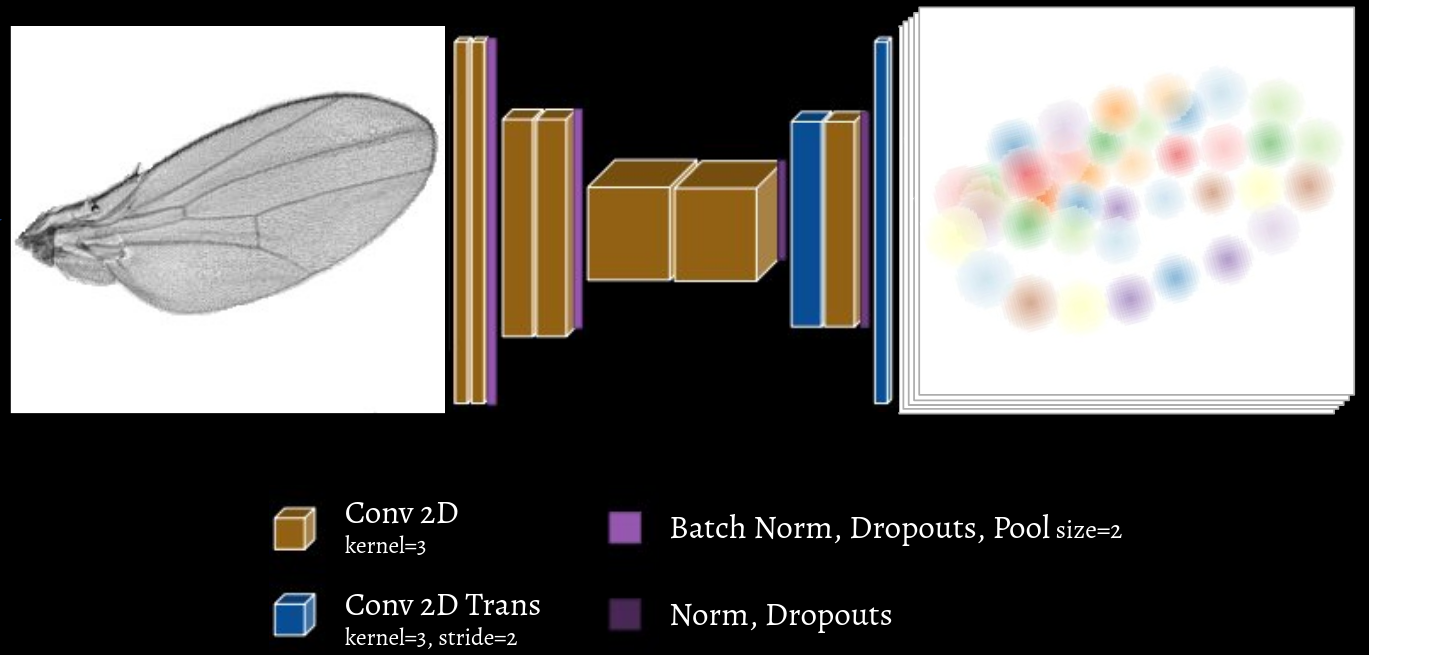 Conv 2D
kernel=3
Batch Norm, Dropouts, Pool size=2
Conv 2D Trans
kernel=3, stride=2
Norm, Dropouts